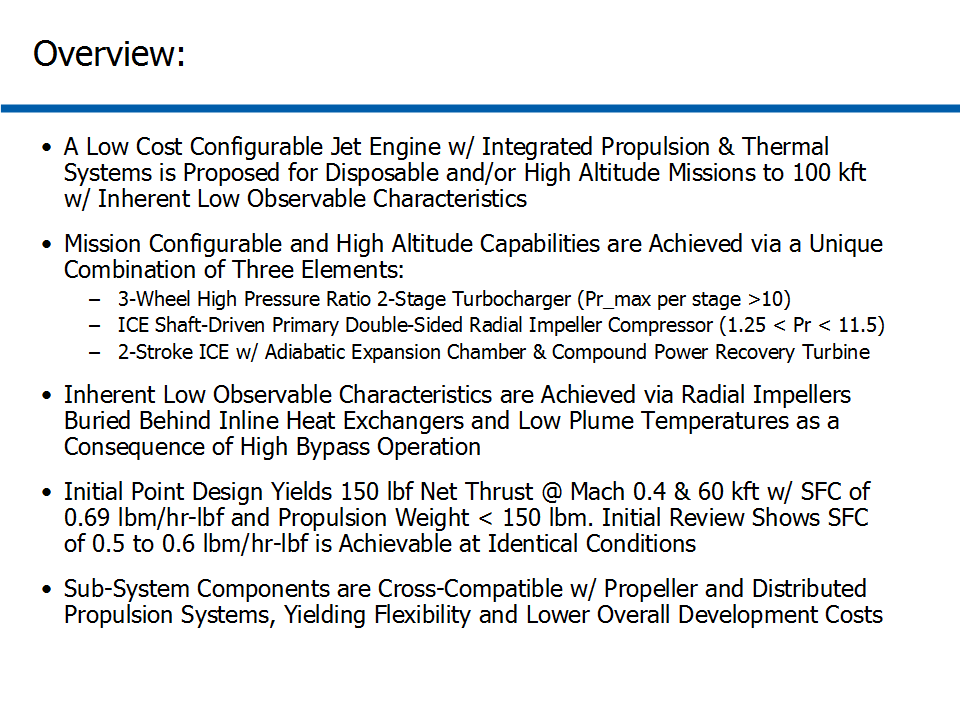 Overview:
• A Low Cost Configurable Jet Engine w/ Integrated Propulsion & Thermal
Systems is Proposed for Disposable and/or High Altitude Missions to 100 kft
w/ Inherent Low Observable Characteristics
• Mission Configurable and High Altitude Capabilities are Achieved via a Unique
Combination of Three Elements:
– 3-Wheel High Pressure Ratio 2-Stage Turbocharger (Pr_max per stage >10)
– ICE Shaft-Driven Primary Double-Sided Radial Impeller Compressor (1.25 < Pr < 11.5)
– 2-Stroke ICE w/ Adiabatic Expansion Chamber & Compound Power Recovery Turbine
• Inherent Low Observable Characteristics are Achieved via Radial Impellers
Buried Behind Inline Heat Exchangers and Low Plume Temperatures as a
Consequence of High Bypass Operation
• Initial Point Design Yields 150 lbf Net Thrust @ Mach 0.4 & 60 kft w/ SFC of
0.69 lbm/hr-lbf and Propulsion Weight < 150 lbm. Initial Review Shows SFC
of 0.5 to 0.6 lbm/hr-lbf is Achievable at Identical Conditions
• Sub-System Components are Cross-Compatible w/ Propeller and Distributed
Propulsion Systems, Yielding Flexibility and Lower Overall Development Costs